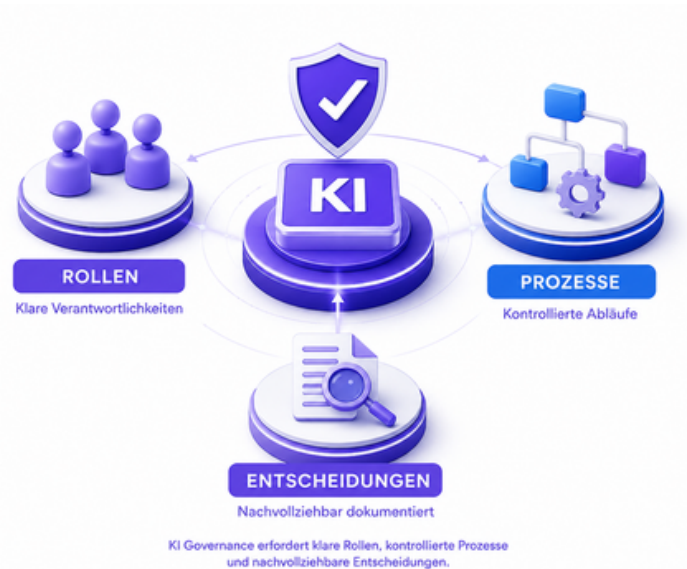 KI
ROLLEN
Klare Verantwortlichkeiten
PROZESSE
Kontrollierte Abläufe
ENTSCHEIDUNGEN
Nachvollziehbar dokumentiert
KI Governance erfordert klare Rollen, kontrollierte Prozesse
und nachvollziehbare Entscheidungen.